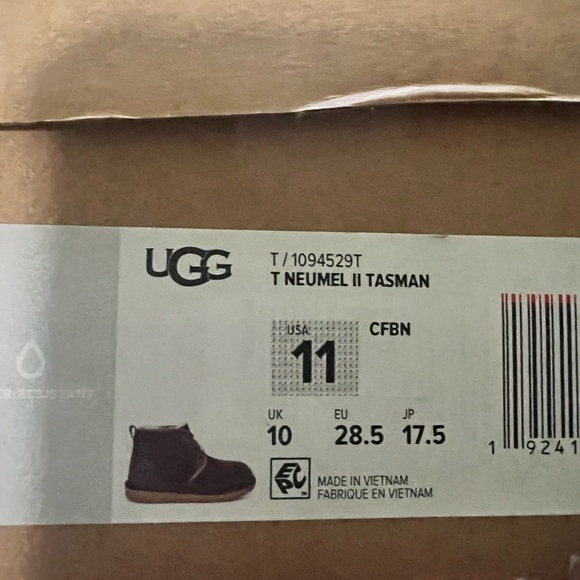 UGG
T / 1094529T
T NEUMEL II TASMAN
USA
11
CFBN
UK EU JP
10 28.5 17.5
EPC
MADE IN VIETNAM
FABRIQUE EN VIETNAM
1 9241